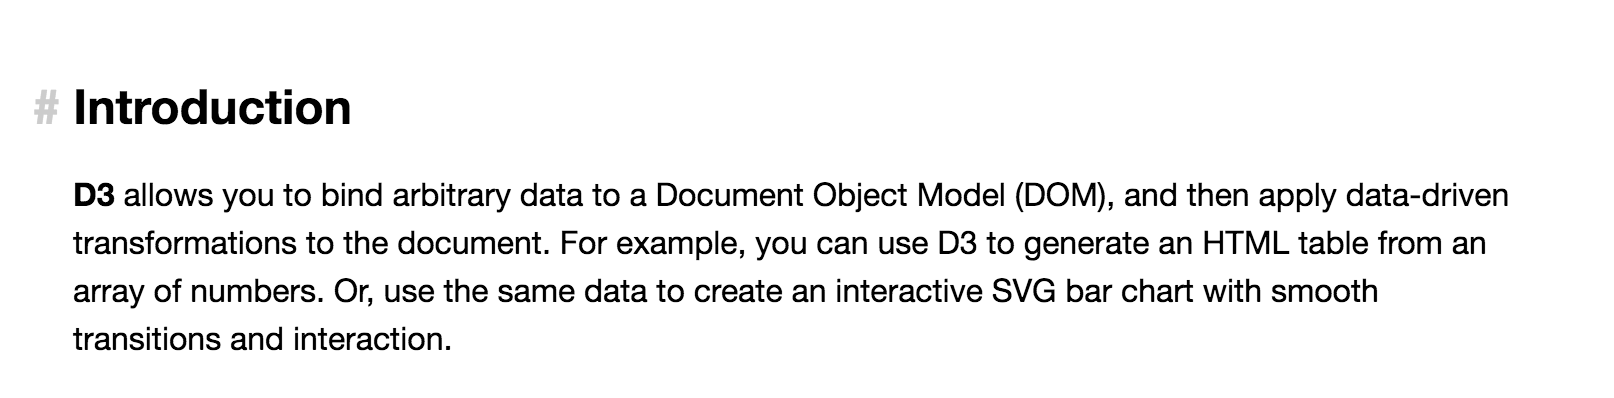 # Introduction
D3 allows you to bind arbitrary data to a Document Object Model (DOM), and then apply data-driven
transformations to the document. For example, you can use D3 to generate an HTML table from an
array of numbers. Or, use the same data to create an interactive SVG bar chart with smooth
transitions and interaction.